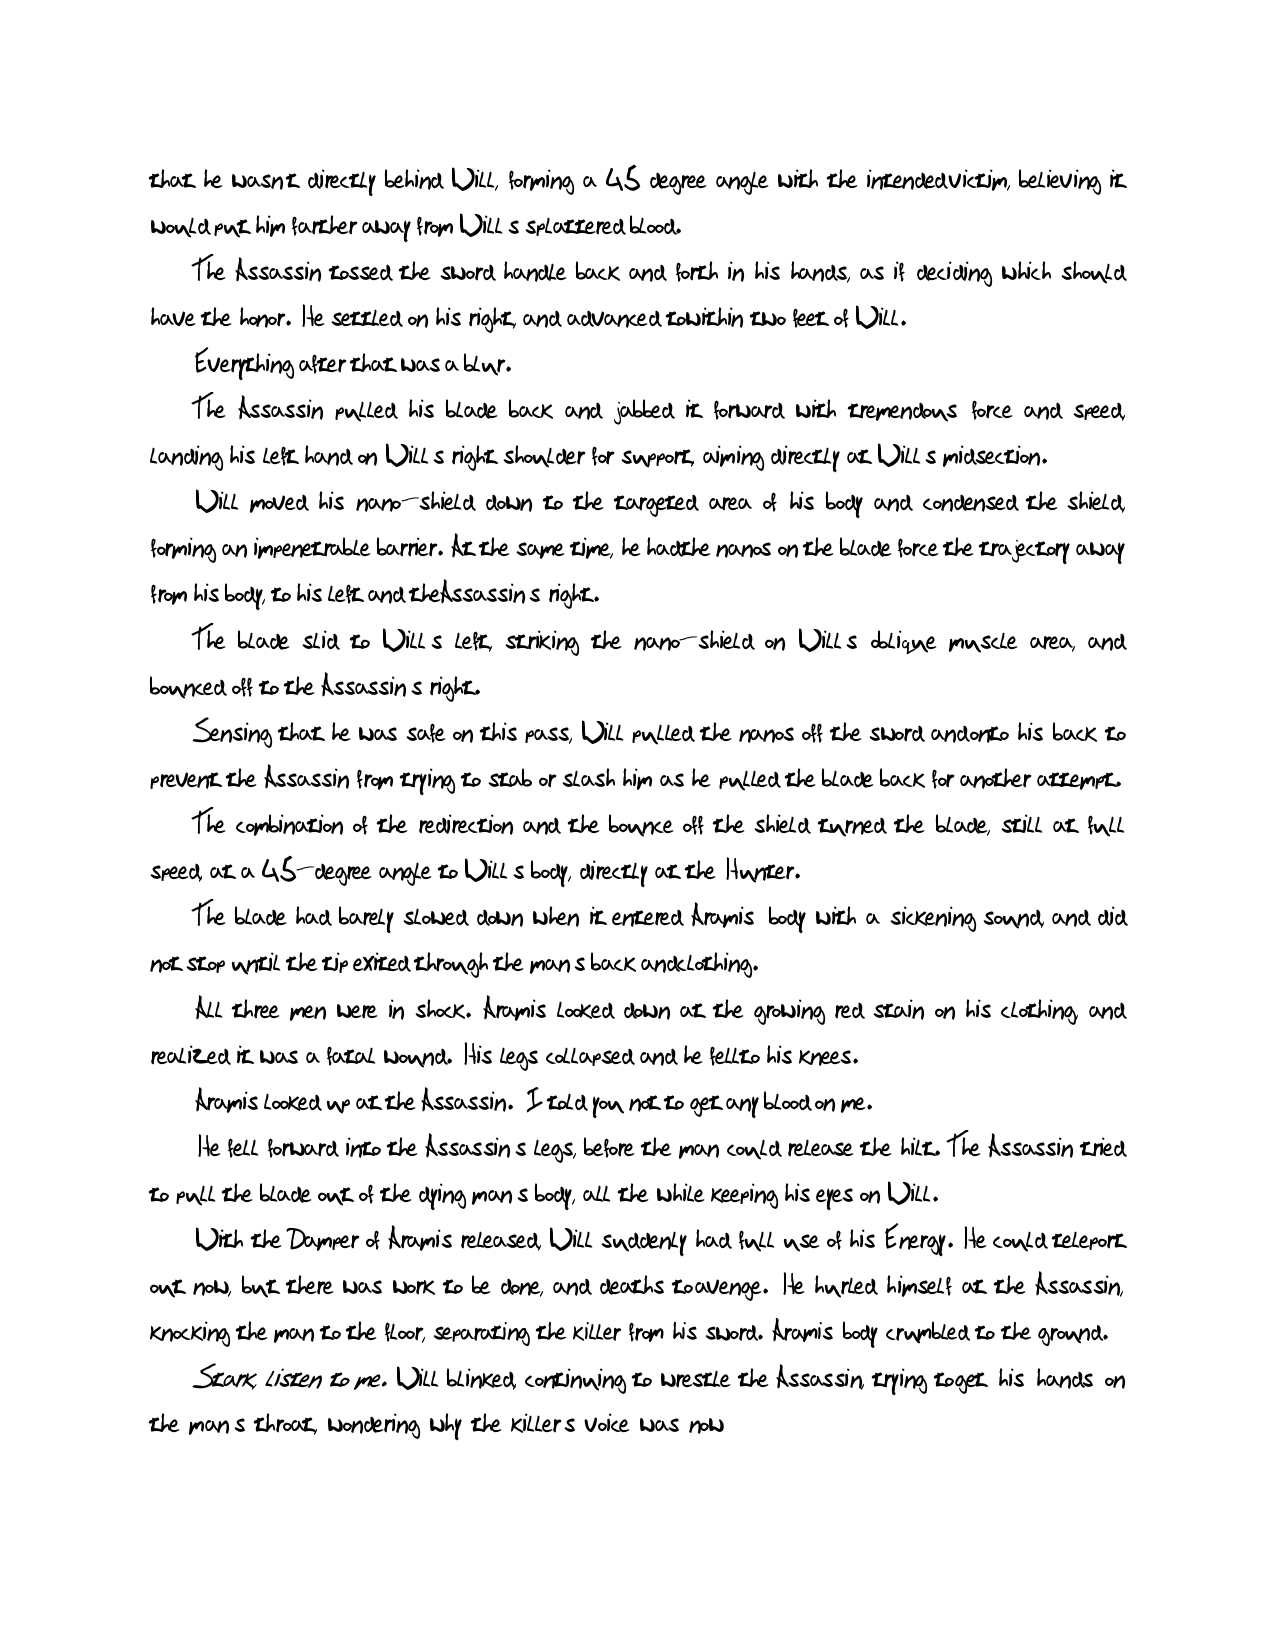 that he wasnt directly behind Will, forming a 45 degree angle with the intendedvictim, believing it
wouldput him farther away from Will s splattered blood.
The Assassin tossed the sword handle back and forth in his hands, as if deciding which should
have the honor. He settled on his right, and advanced towithin two feet of Will.
Everything after that was a blur.
The Assassin pulled his blade back and jabbed it forward with tremendous force and speed,
landing his left hand on Will s right shoulder for support, aiming directly at Will s midsection.
Will moved his nano-shield down to the targeted area of his body and condensed the shield,
forming an impenetrable barrier. At the same time, he hadthe nanos on the blade force the trajectory away
from his body, to his left and theAssassin s right.
The blade slid to Will s left, striking the nano-shield on Will s oblique muscle area, and
bounced off to the Assassin s right.
Sensing that he was safe on this pass, Will pulled the nanos off the sword andonto his back to
prevent the Assassin from trying to stab or slash him as he pulled the blade back for another attempt.
The combination of the redirection and the bounce off the shield turned the blade, still at full
speed, at a 45-degree angle to Will s body, directly at the Hunter.
The blade had barely slowed down when it entered Aramis body with a sickening sound, and did
not stop until the tip exited through the man s back andclothing.
All three men were in shock. Aramis looked down at the growing red stain on his clothing, and
realized it was a fatal wound. His legs collapsed and he fellto his knees.
Aramis looked up at the Assassin. I told you not to get any blood on me.
He fell forward into the Assassin s legs, before the man could release the hilt. The Assassin tried
to pull the blade out of the dying man s body, all the while keeping his eyes on Will.
With the Damper of Aramis released, Will suddenly had full use of his Energy. He could teleport
out now, but there was work to be done, and deaths toavenge. He hurled himself at the Assassin,
knocking the man to the floor, separating the killer from his sword. Aramis body crumbled to the ground.
Stark, listen to me. Will blinked, continuing to wrestle the Assassin, trying toget his hands on
the man s throat, wondering why the killer s voice was now